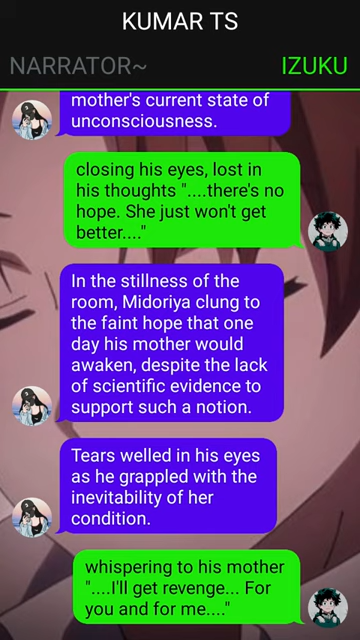 KUMAR TS
NARRATOR~
IZUKU
mother's current state of
unconsciousness.
closing his eyes, lost in
his thoughts "....there's no
hope. She just won't get
better...."
In the stillness of the
room, Midoriya clung to
the faint hope that one
day his mother would
awaken, despite the lack
of scientific evidence to
support such a notion.
Tears welled in his eyes
as he grappled with the
inevitability of her
condition.
whispering to his mother
"....I'll get revenge... For
you and for me...."